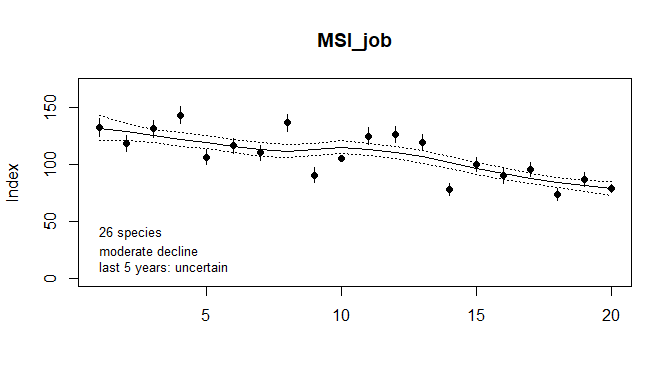 MSI_job
Index
150
100
50
0
26 species
moderate decline
last 5 years: uncertain
5
10
15
20